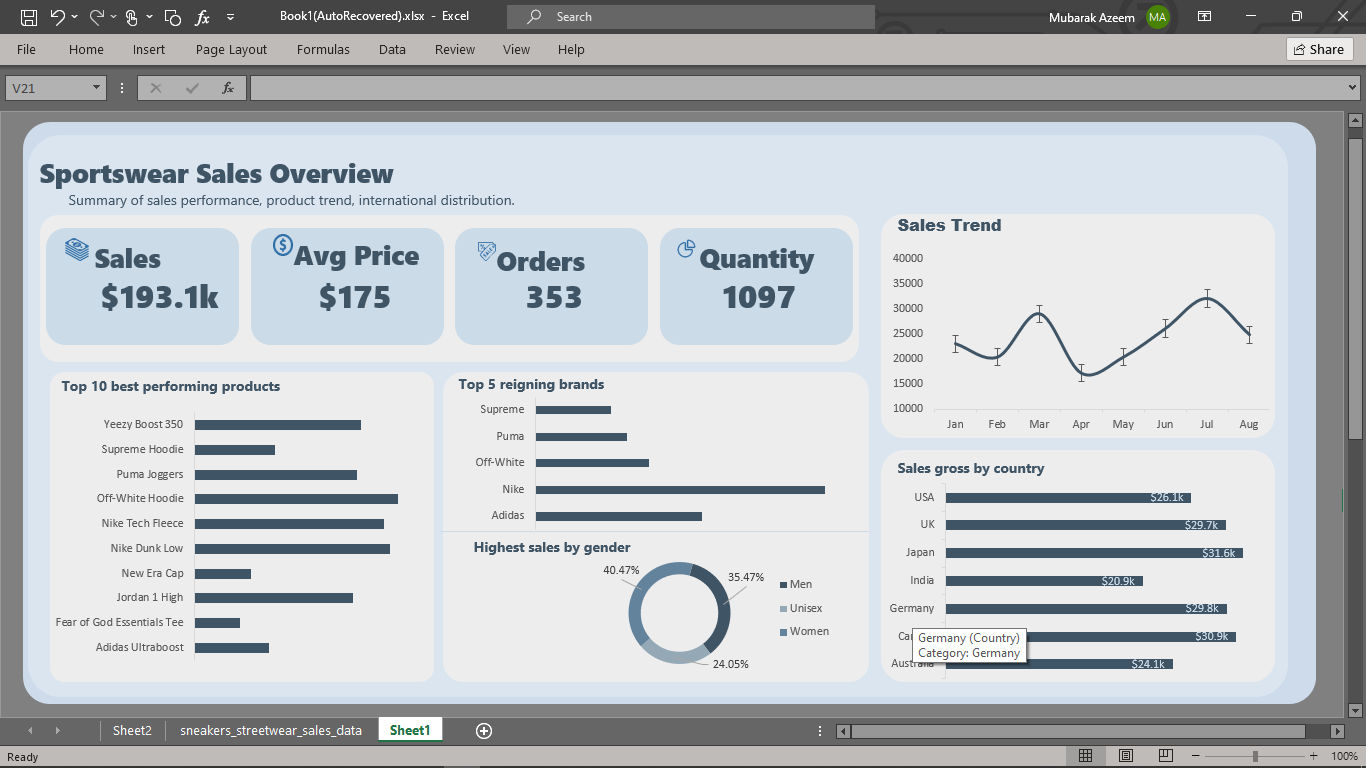 Book1(AutoRecovered).xlsx - Excel
Search
Mubarak Azeem
MA
File Home Insert Page Layout Formulas Data Review View Help
Share
V21
fx
Sportswear Sales Overview
Summary of sales performance, product trend, international distribution.
Sales
$193.1k
Avg Price
$175
Orders
353
Quantity
1097
Sales Trend
40000
35000
30000
25000
20000
15000
10000
Jan Feb Mar Apr May Jun Jul Aug
Top 10 best performing products
Yeezy Boost 350
Supreme Hoodie
Puma Joggers
Off-White Hoodie
Nike Tech Fleece
Nike Dunk Low
New Era Cap
Jordan 1 High
Fear of God Essentials Tee
Adidas Ultraboost
Top 5 reigning brands
Supreme
Puma
Off-White
Nike
Adidas
Highest sales by gender
40.47%
35.47%
24.05%
Men
Unisex
Women
Sales gross by country
USA $26.1k
UK $29.7k
Japan $31.6k
India $20.9k
Germany $29.8k
Ca $30.9k
Germany (Country)
Category: Germany
Australia $24.1k
Sheet2 sneakers_streetwear_sales_data Sheet1
Ready
100%